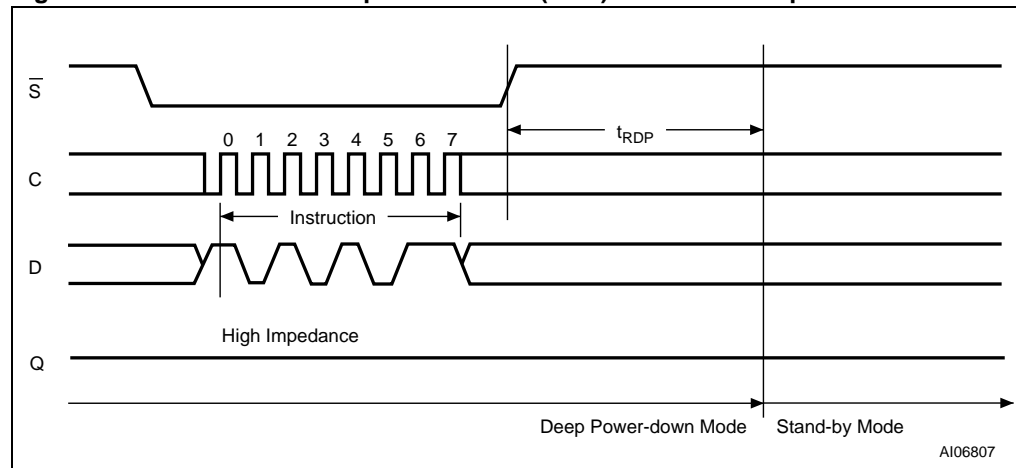 S
tRDP
0 1 2 3 4 5 6 7
C
Instruction
D
High Impedance
Q
Deep Power-down Mode Stand-by Mode
AI06807